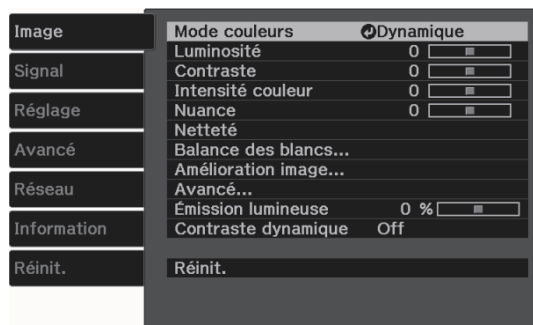 Image
Signal
Réglage
Avancé
Réseau
Information
Réinit.
Mode couleurs Dynamique
Luminosité 0
Contraste 0
Intensité couleur 0
Nuance 0
Netteté
Balance des blancs...
Amélioration image...
Avancé...
Émission lumineuse 0 %
Contraste dynamique Off
Réinit.